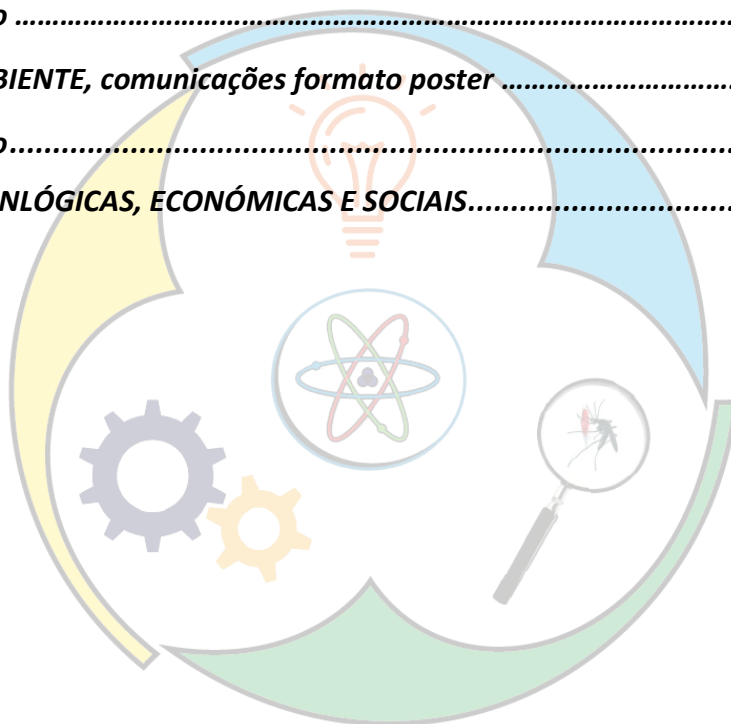 o ..............................................................................
BIENTE, comunicações formato poster ..............................
o..............................................................................
NLÓGICAS, ECONÓMICAS E SOCIAIS..............................